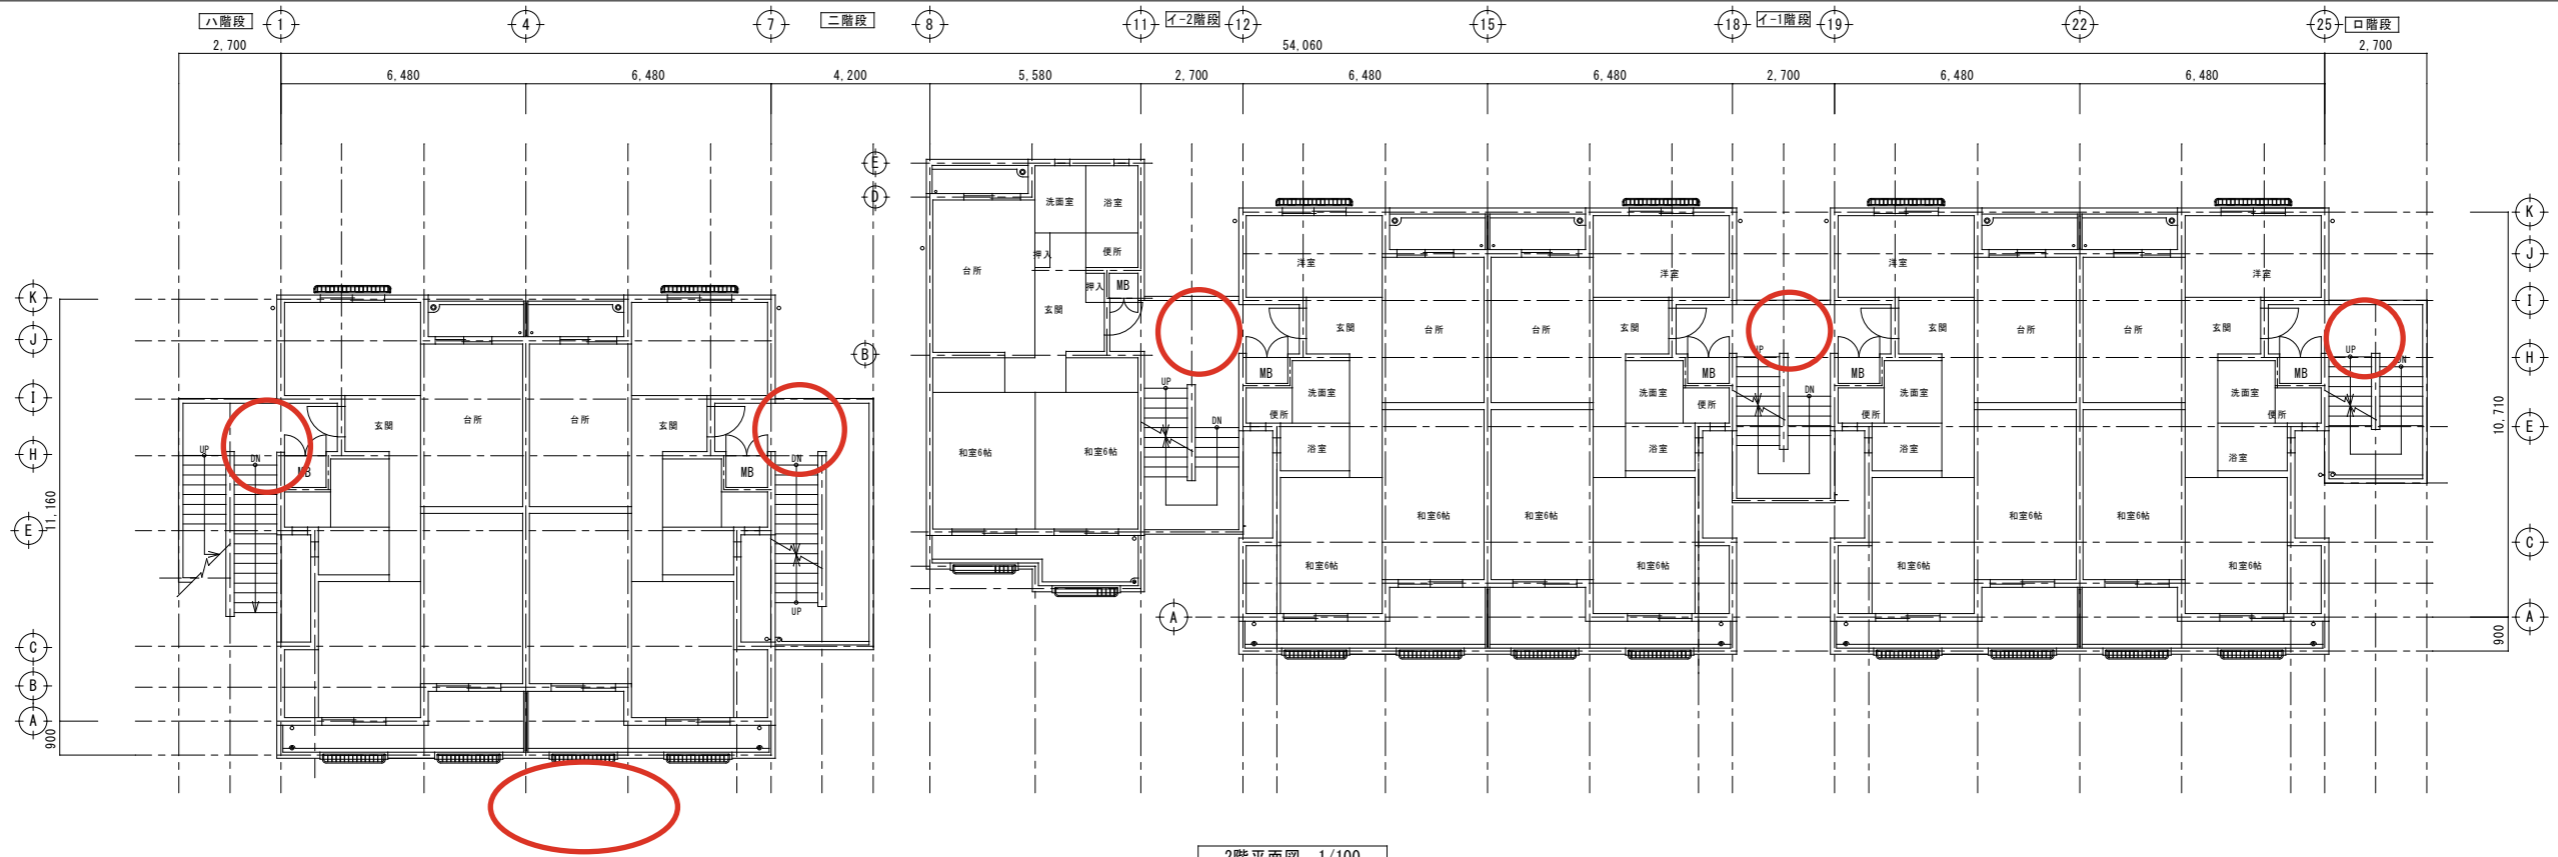 ハ階段 1 4 7 二階段 8 11 イ-2階段 12 15 18 イ-1階段 19 22 25 ロ階段
2,700 54,060 2,700
6,480 6,480 4,200 5,580 2,700 6,480 6,480 2,700 6,480 6,480
E
D
B
洗面室 浴室
押入 便所
台所
押入 MB
玄関
和室6帖 和室6帖
UP
DN
K
J
I
H
E
C
B
A
11,160
900
玄関 台所 台所 玄関
UP DN MB MB DN
UP
洋室 洋室 洋室 洋室
玄関 台所 台所 玄関 玄関 台所 台所 玄関
MB MB UP MB MB UP
DN DN
洗面室 洗面室 洗面室 洗面室
便所 便所 便所 便所
浴室 浴室 浴室 浴室
和室6帖 和室6帖 和室6帖 和室6帖
和室6帖 和室6帖 和室6帖 和室6帖
A
K
J
I
H
E
C
A
10,710
900
2階平面図 1/100